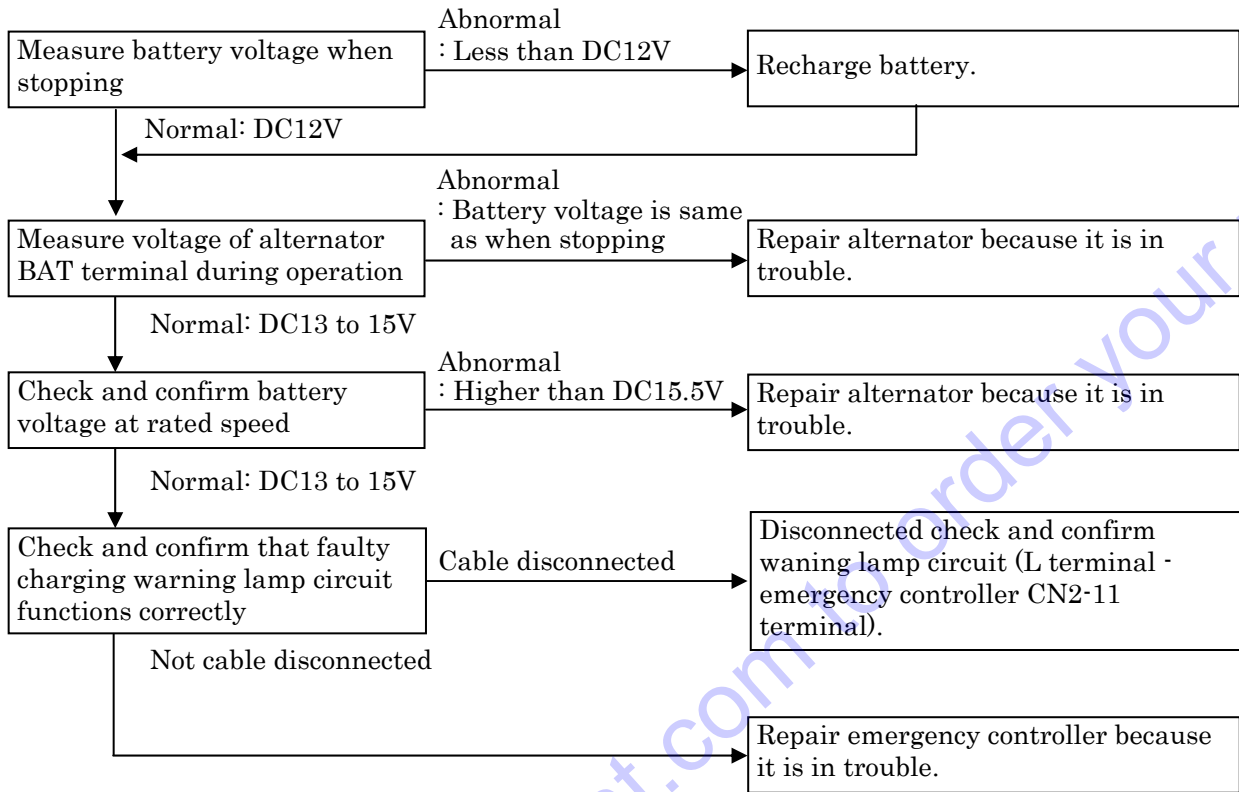 Measure battery voltage when
stopping
Abnormal
: Less than DC12V
Recharge battery.
Normal: DC12V
Measure voltage of alternator
BAT terminal during operation
Abnormal
: Battery voltage is same
as when stopping
Repair alternator because it is in
trouble.
Normal: DC13 to 15V
Check and confirm battery
voltage at rated speed
Abnormal
: Higher than DC15.5V
Repair alternator because it is in
trouble.
Normal: DC13 to 15V
Check and confirm that faulty
charging warning lamp circuit
functions correctly
Cable disconnected
Disconnected check and confirm
waning lamp circuit (L terminal -
emergency controller CN2-11
terminal).
Not cable disconnected
Repair emergency controller because
it is in trouble.
com to order your